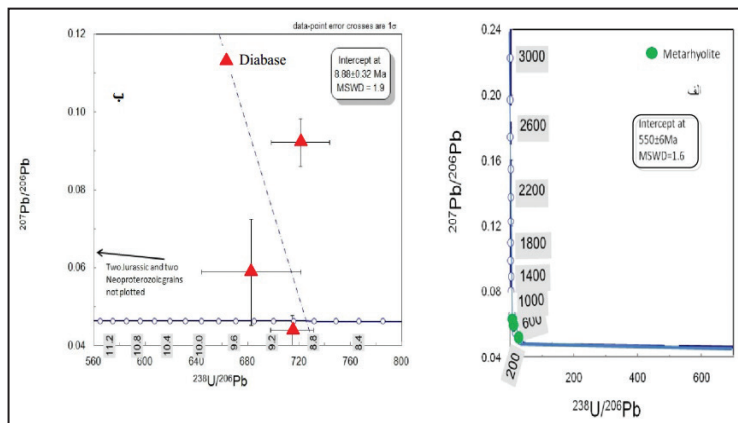 data-point error crosses are 1σ
0.12
0.10
0.08
0.06
0.04
²⁰⁷Pb/²⁰⁶Pb
Diabase
Intercept at
8.88±0.32 Ma
MSWD = 1.9
Two Jurassic and two
Neoproterozoic grains
not plotted
11.2 10.8 10.4 10.0 9.6 9.2 8.8 8.4
560 600 640 680 720 760 800
²³⁸U/²⁰⁶Pb
0.24
0.20
0.16
0.12
0.08
0.04
²⁰⁷Pb/²⁰⁶Pb
Metarhyolite
الف
Intercept at
550±6Ma
MSWD=1.6
3000
2600
2200
1800
1400
1000
600
200
200 400 600
²³⁸U/²⁰⁶Pb